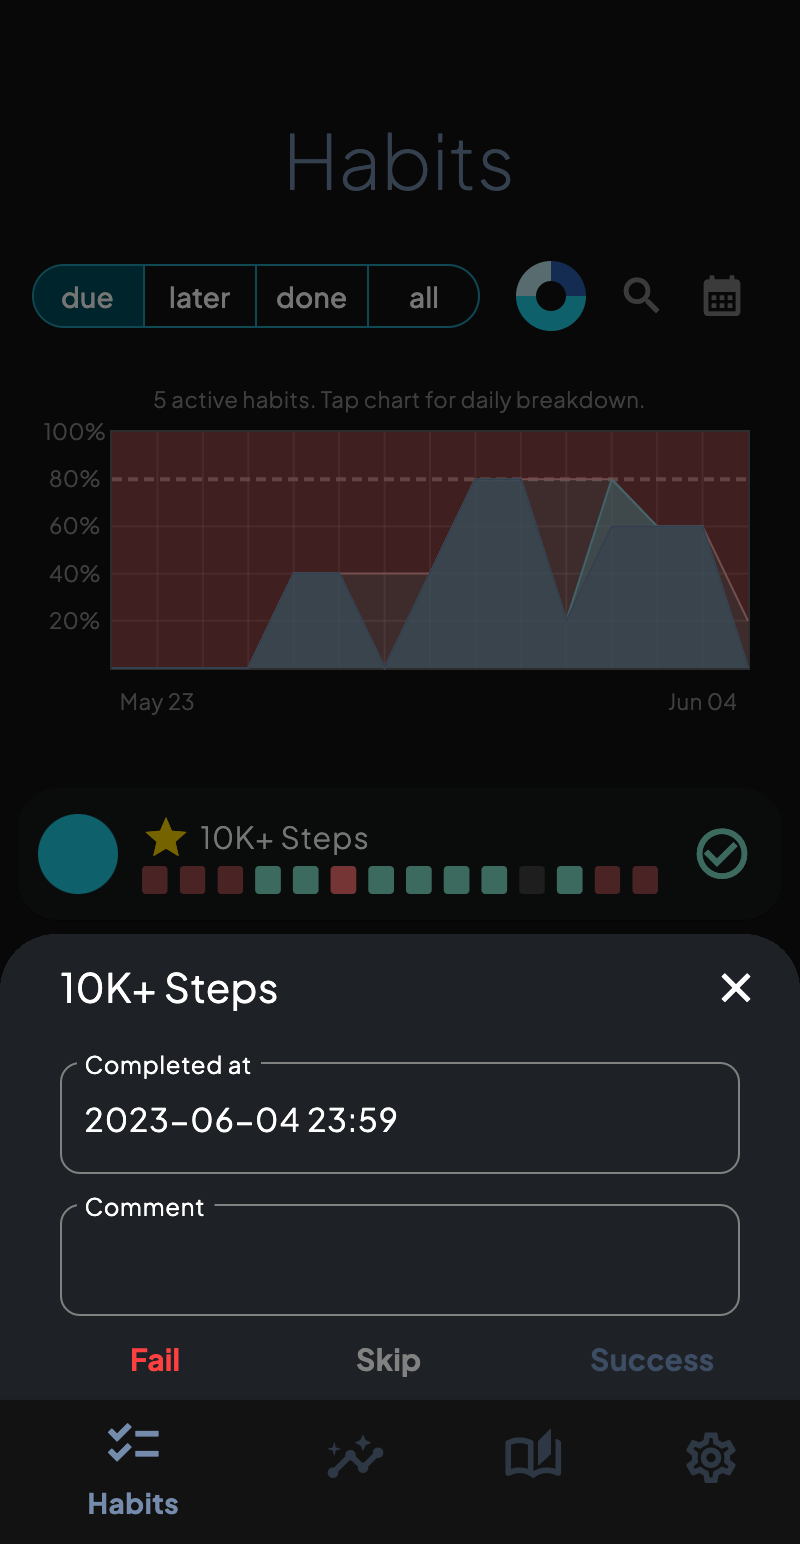 Habits
due later done all
5 active habits. Tap chart for daily breakdown.
100%
80%
60%
40%
20%
May 23 Jun 04
10K+ Steps
10K+ Steps
Completed at
2023-06-04 23:59
Comment
Fail Skip Success
Habits